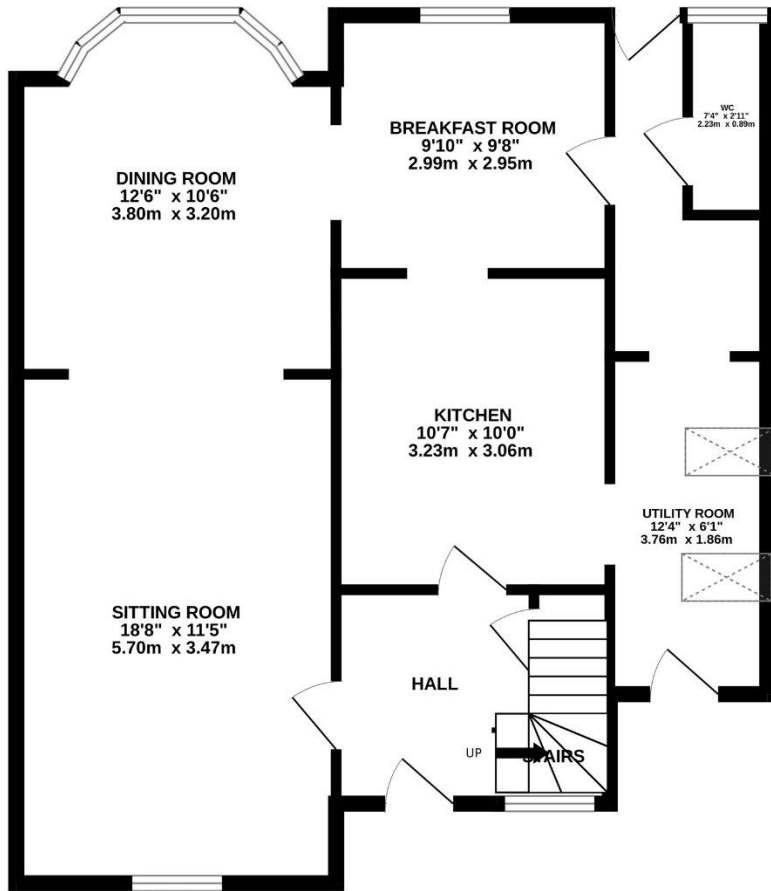 WC
7'4" x 2'11"
2.23m x 0.89m
BREAKFAST ROOM
9'10" x 9'8"
2.99m x 2.95m
DINING ROOM
12'6" x 10'6"
3.80m x 3.20m
KITCHEN
10'7" x 10'0"
3.23m x 3.06m
UTILITY ROOM
12'4" x 6'1"
3.76m x 1.86m
SITTING ROOM
18'8" x 11'5"
5.70m x 3.47m
HALL
UP
STAIRS